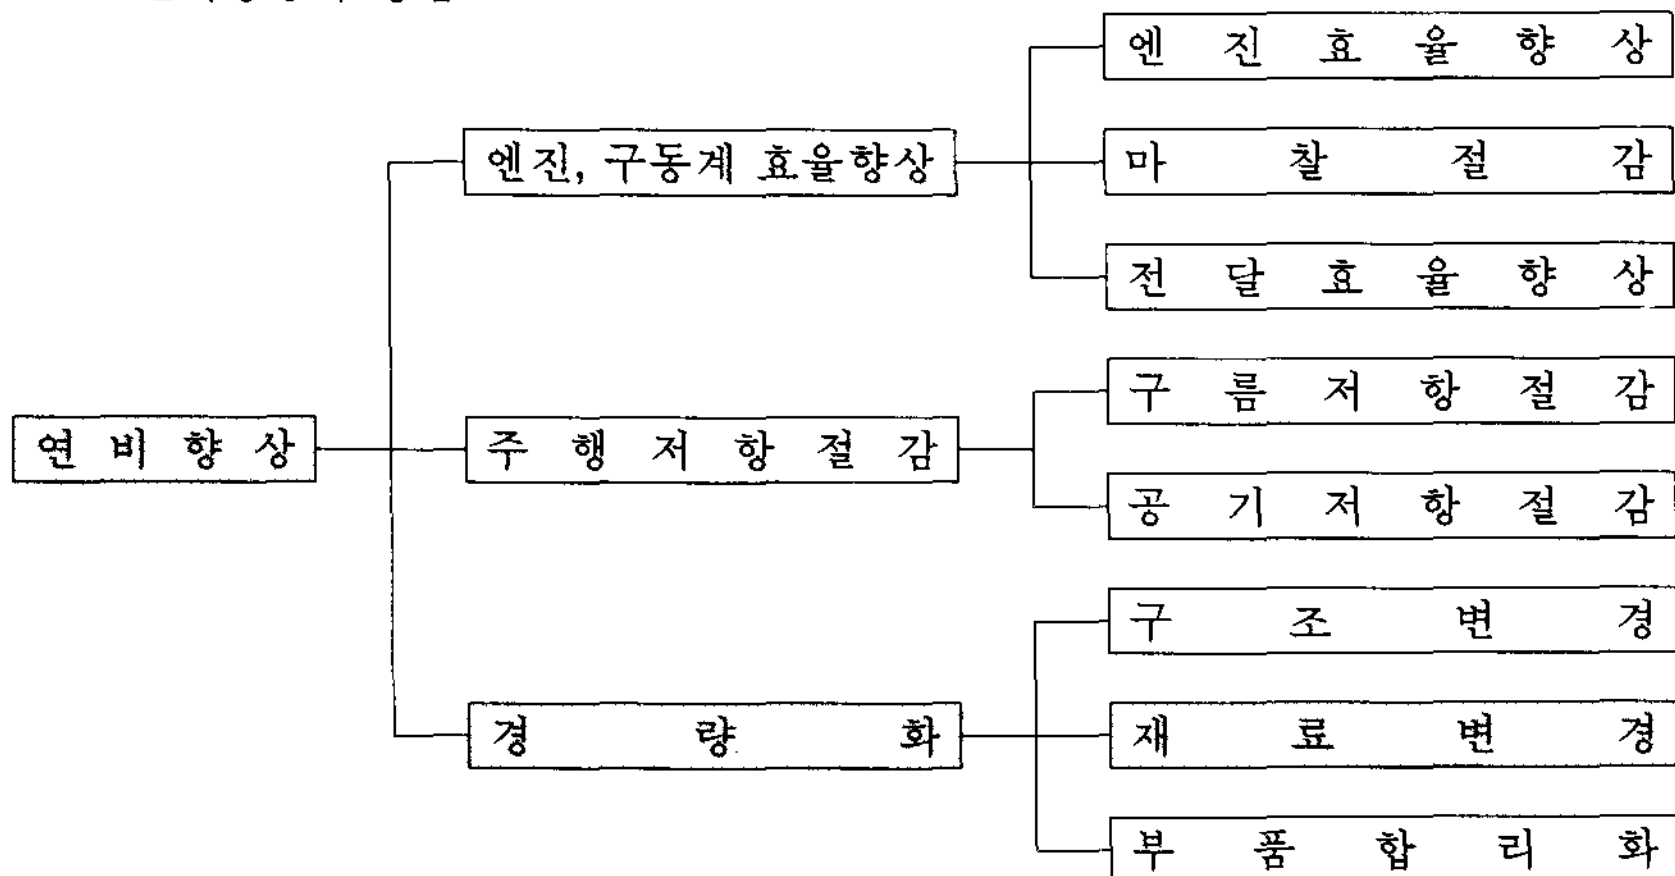 엔진효율향상
엔진, 구동계 효율향상
마찰절감
전달효율향상
연비향상
주행저항절감
구름저항절감
공기저항절감
경량화
구조변경
재료변경
부품합리화